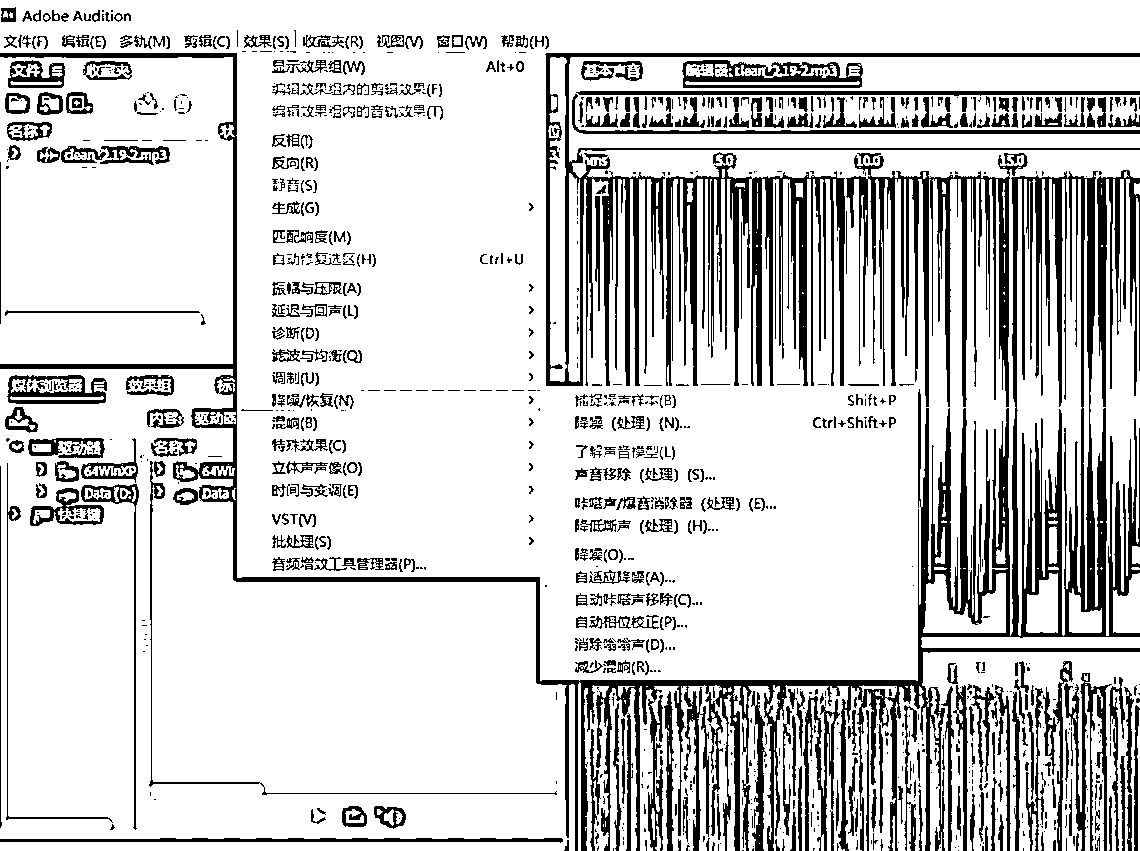 Adobe Audition
文件(F) 编辑(E) 多轨(M) 剪辑(C) 效果(S) 收藏夹(R) 视图(V) 窗口(W) 帮助(H)
文件 收藏夹
名称
clean_2.19-2.mp3
显示效果组(W) Alt+0
编辑效果组内的剪辑效果(F)
编辑效果组内的音轨效果(T)
反相(I)
反向(R)
静音(S)
生成(G)
匹配响度(M)
自动修复选区(H) Ctrl+U
振幅与压限(A)
延迟与回声(L)
诊断(D)
滤波与均衡(Q)
调制(U)
降噪/恢复(N)
混响(B)
特殊效果(C)
立体声声像(O)
时间与变调(E)
VST(V)
批处理(S)
音频增效工具管理器(P)...
捕捉噪声样本(B) Shift+P
降噪（处理）(N)... Ctrl+Shift+P
了解声音模型(L)
声音移除（处理）(S)...
咔嗒声/爆音消除器（处理）(E)...
降低嘶声（处理）(H)...
降噪(O)...
自适应降噪(A)...
自动咔嗒声移除(C)...
自动相位校正(P)...
消除嗡嗡声(D)...
减少混响(R)...
基本声音 编辑器: clean_2.19-2.mp3
hms 5.0 10.0 15.0
媒体浏览器 效果组 标
内容: 驱动
驱动器 名称
64WinXP 64Win
Data (D:) Data
快捷键